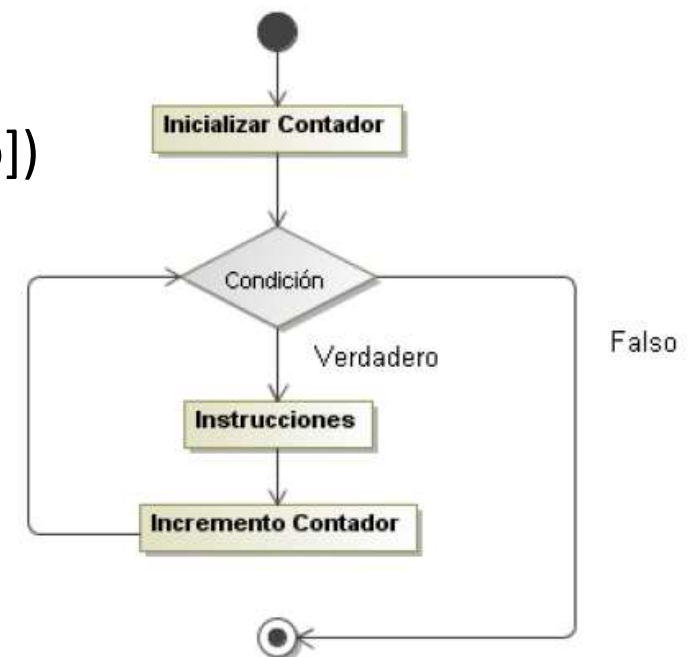 ])
Inicializar Contador
Condición
Verdadero
Falso
Instrucciones
Incremento Contador